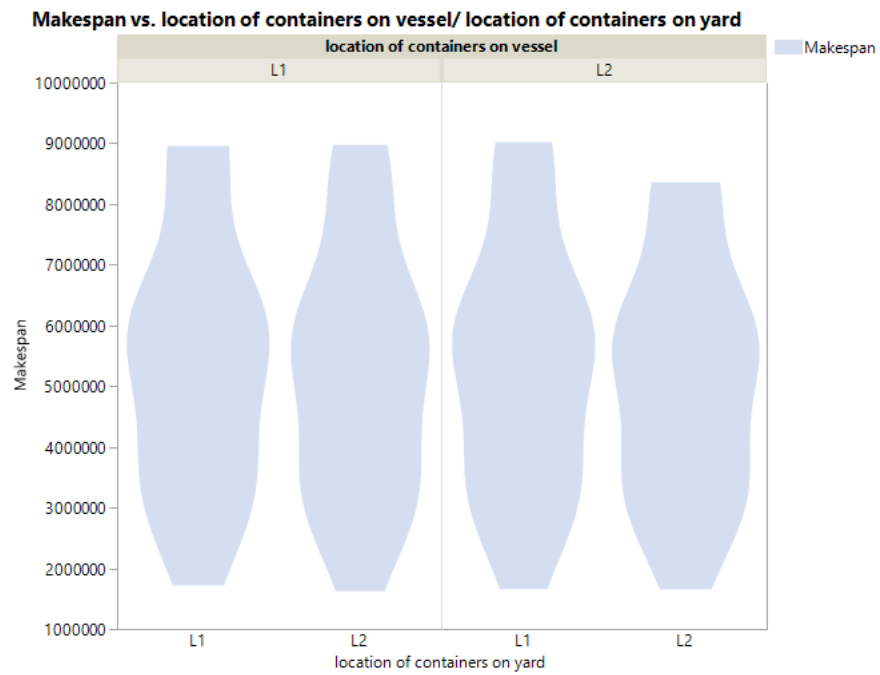 Makespan vs. location of containers on vessel/ location of containers on yard
location of containers on vessel
Makespan
L1 L2
10000000
9000000
8000000
7000000
6000000
5000000
4000000
3000000
2000000
1000000
Makespan
L1 L2 L1 L2
location of containers on yard